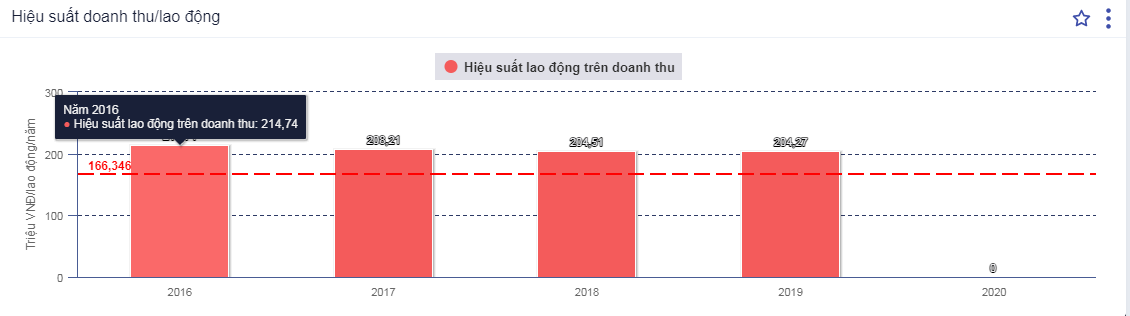 Hiệu suất doanh thu/lao động
Hiệu suất lao động trên doanh thu
Triệu VNĐ/lao động/năm
300
200
100
0
Năm 2016
Hiệu suất lao động trên doanh thu: 214,74
166,346
208,21
204,51
204,27
0
2016
2017
2018
2019
2020